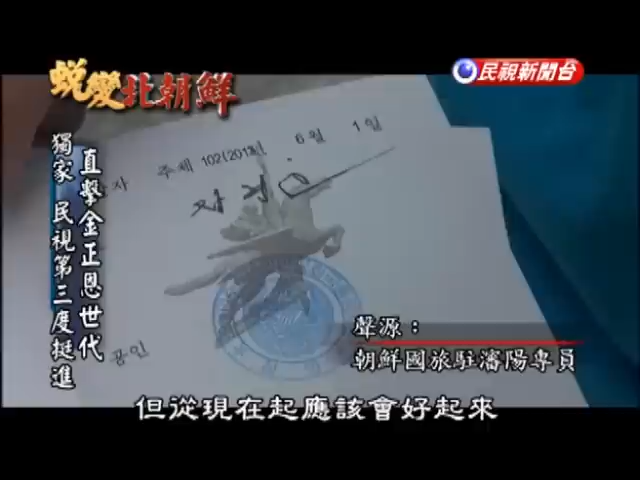 蛻變北朝鮮
民視新聞台
獨家 民視第三度挺進
直擊金正恩世代
자 주체 102(2013). 6월 1일
공인
聲源：
朝鮮國旅駐瀋陽專員
但從現在起應該會好起來